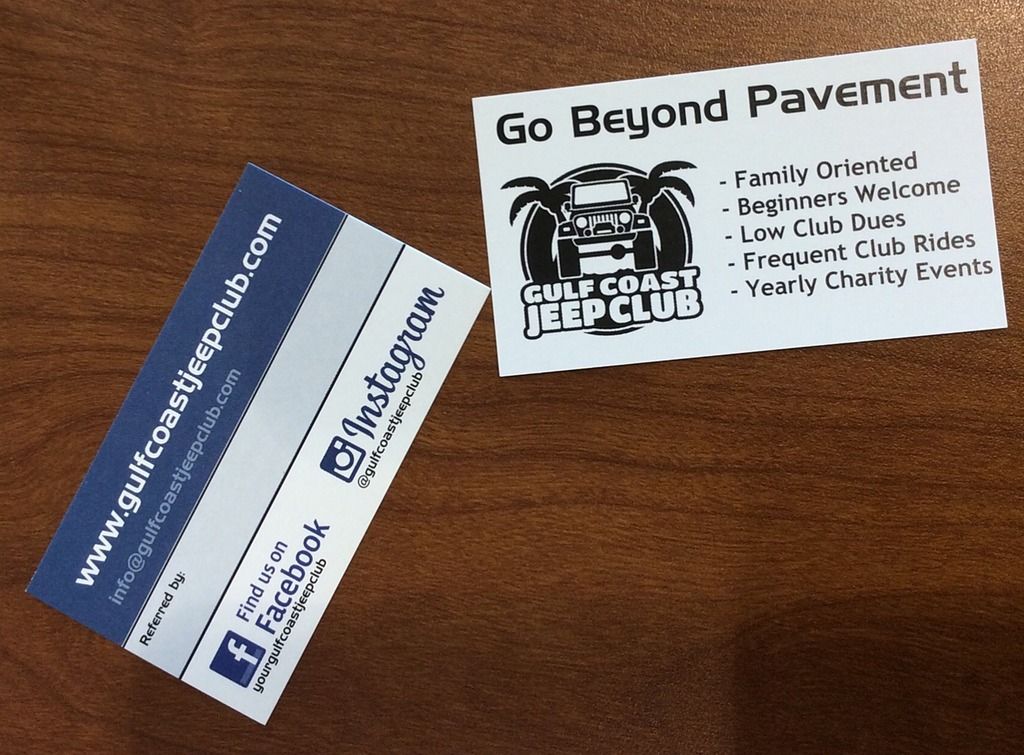 Go Beyond Pavement
GULF COAST
JEEP CLUB
- Family Oriented
- Beginners Welcome
- Low Club Dues
- Frequent Club Rides
- Yearly Charity Events
www.gulfcoastjeepclub.com
info@gulfcoastjeepclub.com
Referred by:
f Find us on
Facebook
yourgulfcoastjeepclub
Instagram
@gulfcoastjeepclub